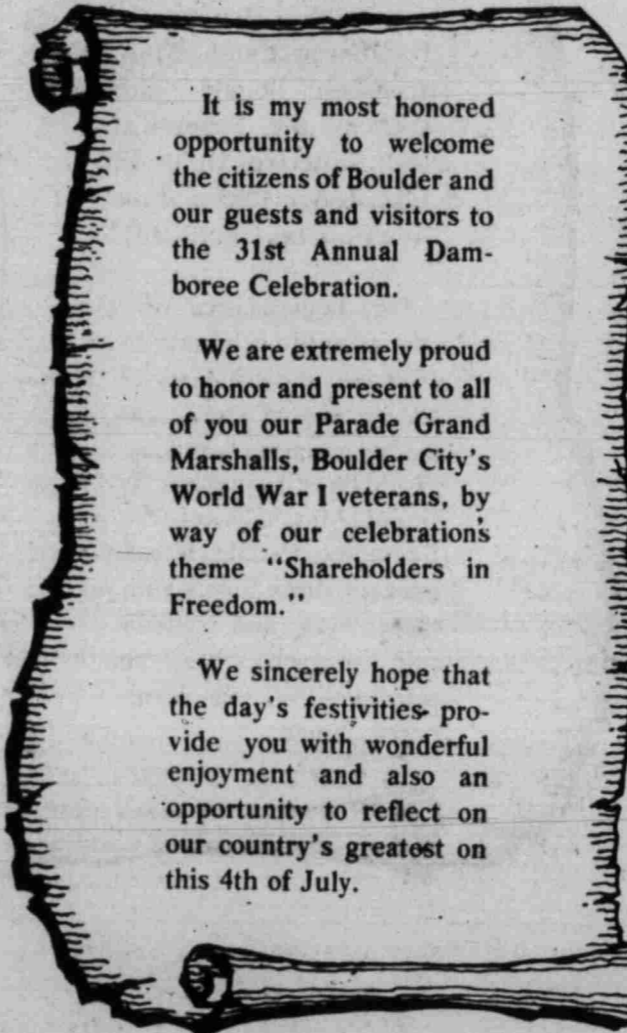 It is my most honored
opportunity to welcome
the citizens of Boulder and
our guests and visitors to
the 31st Annual Dam-
boree Celebration.
We are extremely proud
to honor and present to all
of you our Parade Grand
Marshalls, Boulder City's
World War I veterans, by
way of our celebration's
theme "Shareholders in
Freedom."
We sincerely hope that
the day's festivities pro-
vide you with wonderful
enjoyment and also an
opportunity to reflect on
our country's greatest on
this 4th of July.